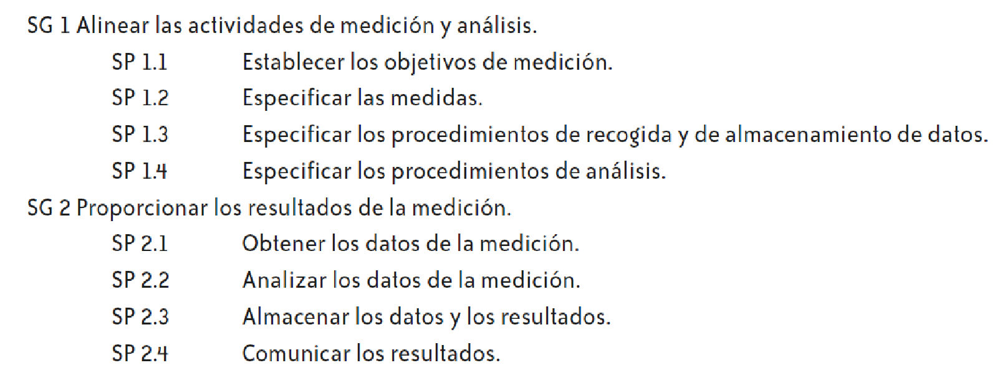 SG 1 Alinear las actividades de medición y análisis.
SP 1.1 Establecer los objetivos de medición.
SP 1.2 Especificar las medidas.
SP 1.3 Especificar los procedimientos de recogida y de almacenamiento de datos.
SP 1.4 Especificar los procedimientos de análisis.
SG 2 Proporcionar los resultados de la medición.
SP 2.1 Obtener los datos de la medición.
SP 2.2 Analizar los datos de la medición.
SP 2.3 Almacenar los datos y los resultados.
SP 2.4 Comunicar los resultados.